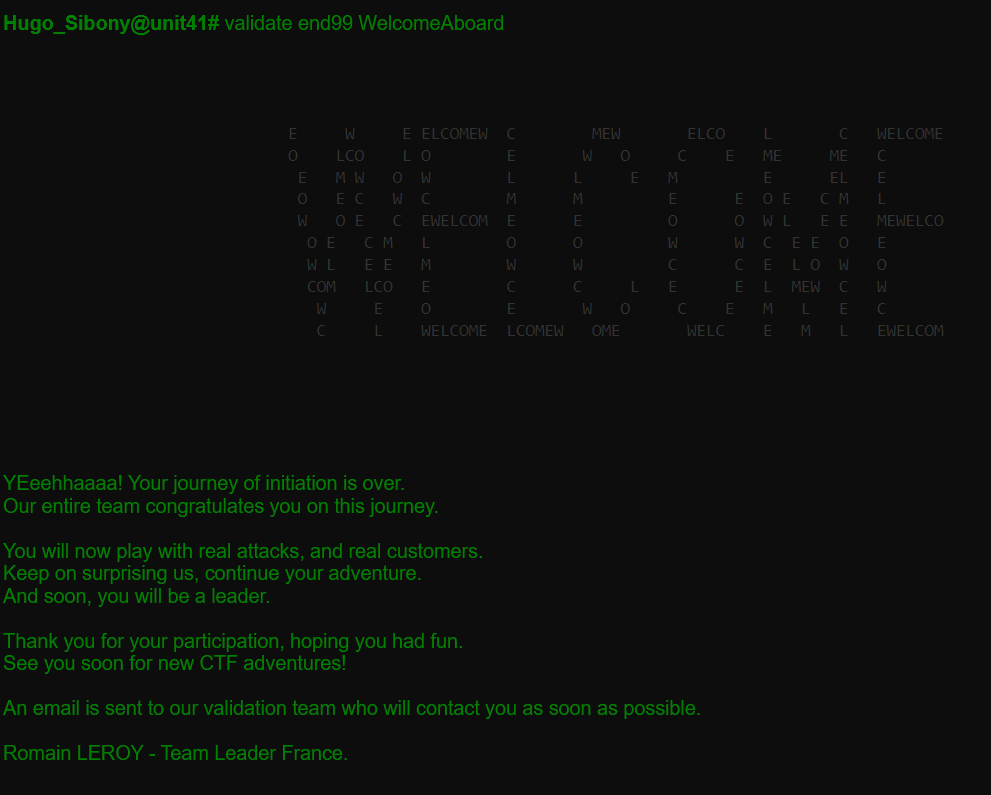 Hugo_Sibony@unit41# validate end99 WelcomeAboard
E     W     E ELCOMEW  C        MEW       ELCO    L       C   WELCOME
O    LCO    L O        E       W   O     C    E   ME     ME   C
 E   M W   O  W        L      L     E   M         E      EL   E
 O   E C   W  C        M      M         E      E  O E   C M   L
 W   O E   C  EWELCOM  E      E         O      O  W L   E E   MEWELCO
  O E   C M   L        O      O         W      W  C  E E  O   E
  W L   E E   M        W      W         C      C  E  L O  W   O
  COM   LCO   E        C      C     L   E      E  L  MEW  C   W
   W     E    O        E       W   O     C    E   M   L   E   C
   C     L    WELCOME  LCOMEW   OME       WELC    E   M   L   EWELCOM
YEeehhaaaa! Your journey of initiation is over.
Our entire team congratulates you on this journey.
You will now play with real attacks, and real customers.
Keep on surprising us, continue your adventure.
And soon, you will be a leader.
Thank you for your participation, hoping you had fun.
See you soon for new CTF adventures!
An email is sent to our validation team who will contact you as soon as possible.
Romain LEROY - Team Leader France.